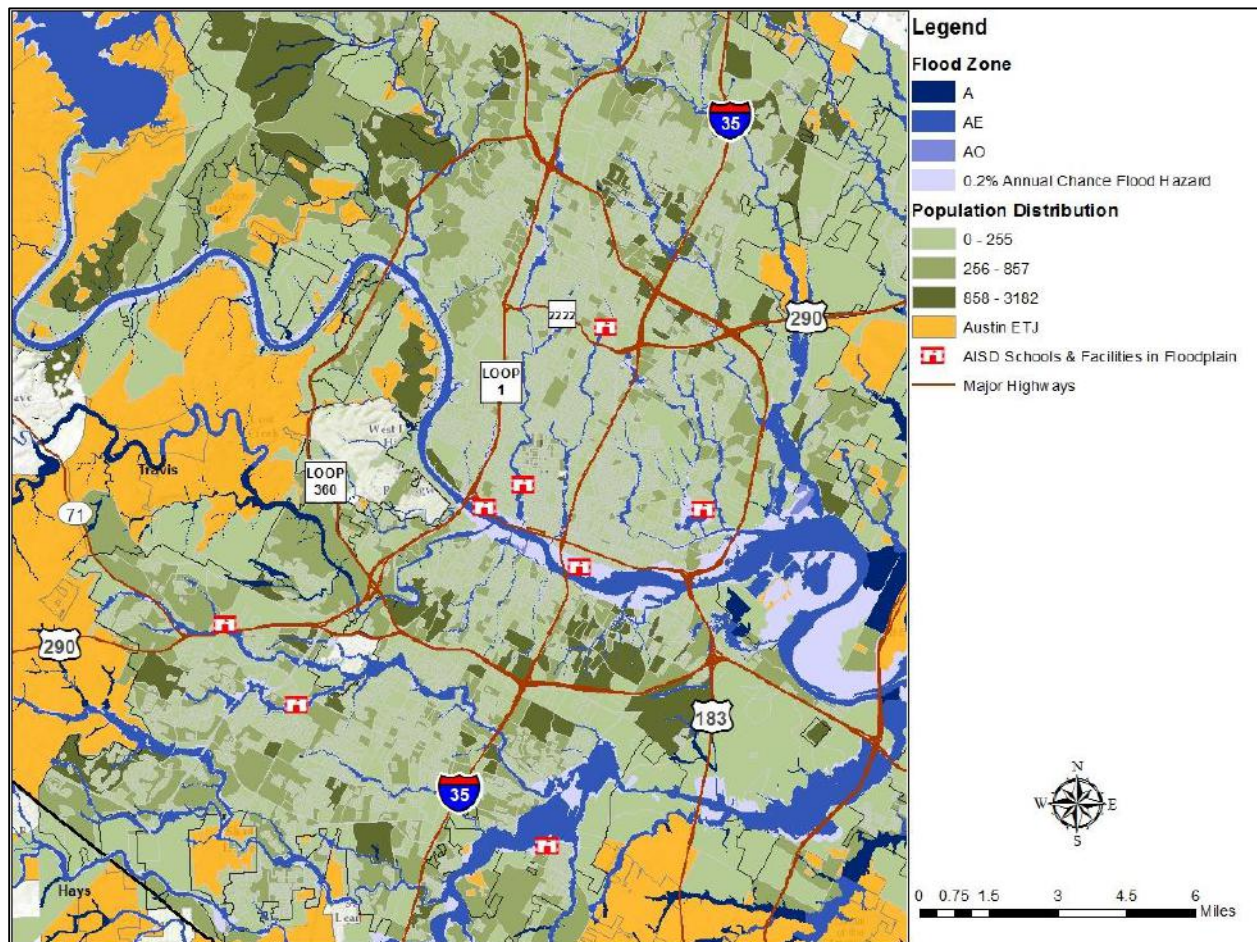 35
290
2222
LOOP
1
West L
LOOP
360
Travis
71
290
183
35
Hays
Lear
Legend
Flood Zone
A
AE
AO
0.2% Annual Chance Flood Hazard
Population Distribution
0 - 255
256 - 857
858 - 3182
Austin ETJ
AISD Schools & Facilities in Floodplain
Major Highways
N
W E
S
0 0.75 1.5 3 4.5 6
Miles